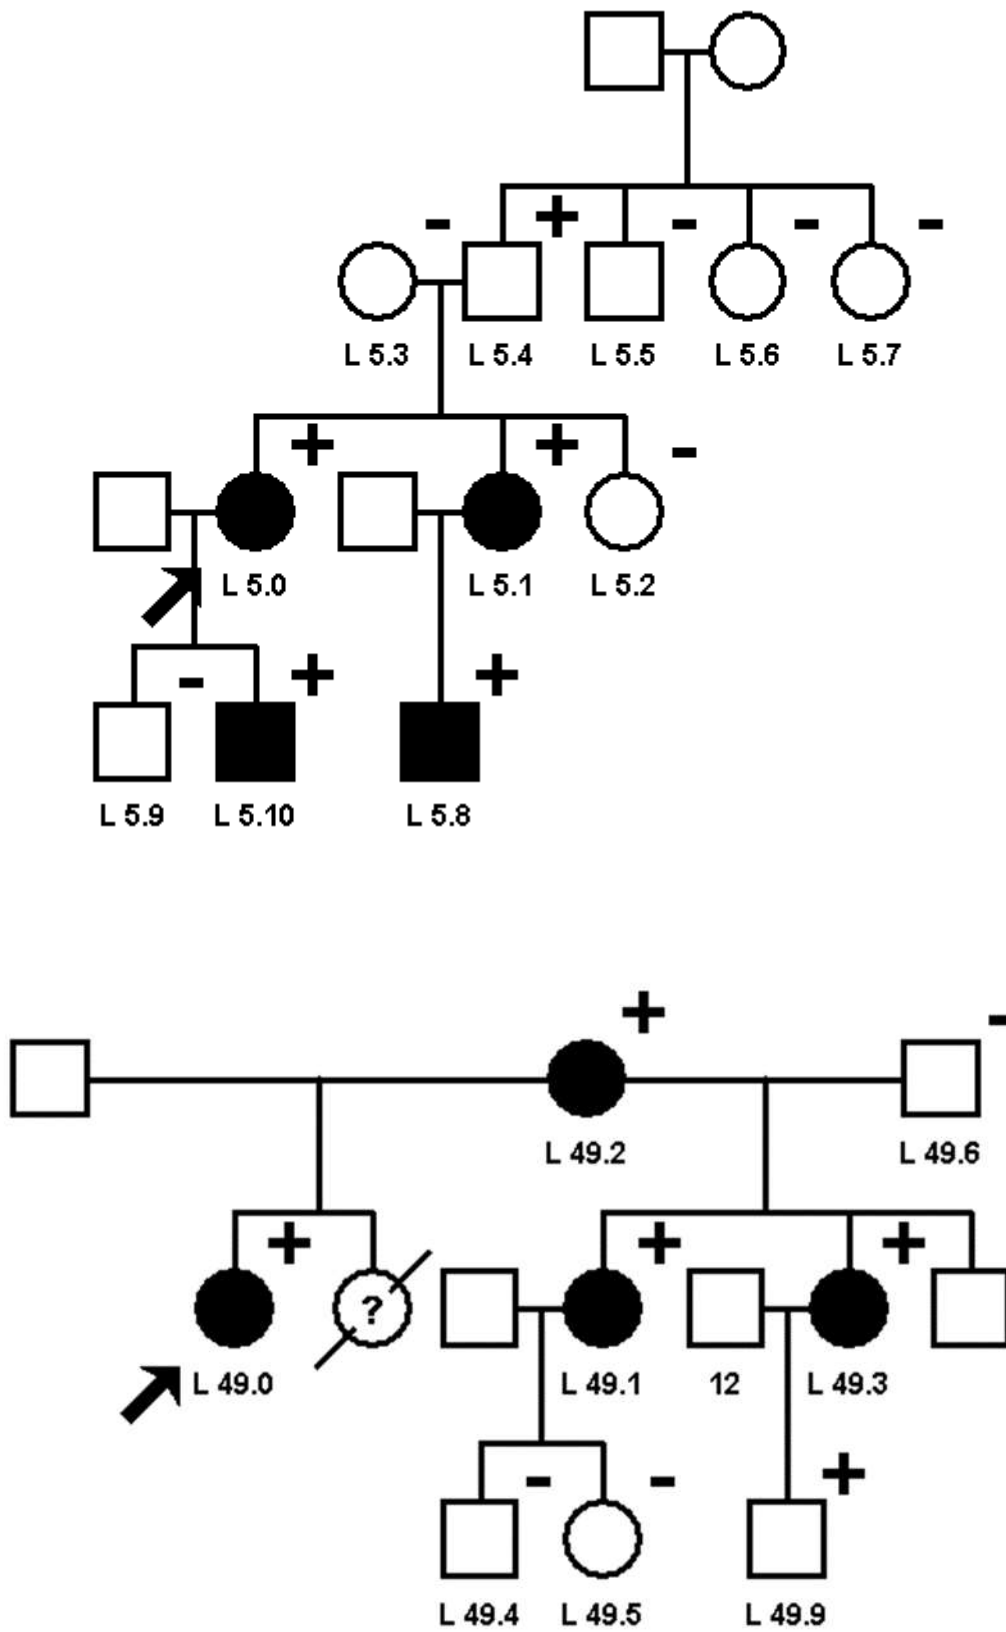 - + - - -
L 5.3 L 5.4 L 5.5 L 5.6 L 5.7
+ + -
L 5.0 L 5.1 L 5.2
- + +
L 5.9 L 5.10 L 5.8
+ -
L 49.2 L 49.6
+ + +
?
L 49.0 L 49.1 12 L 49.3
- - +
L 49.4 L 49.5 L 49.9